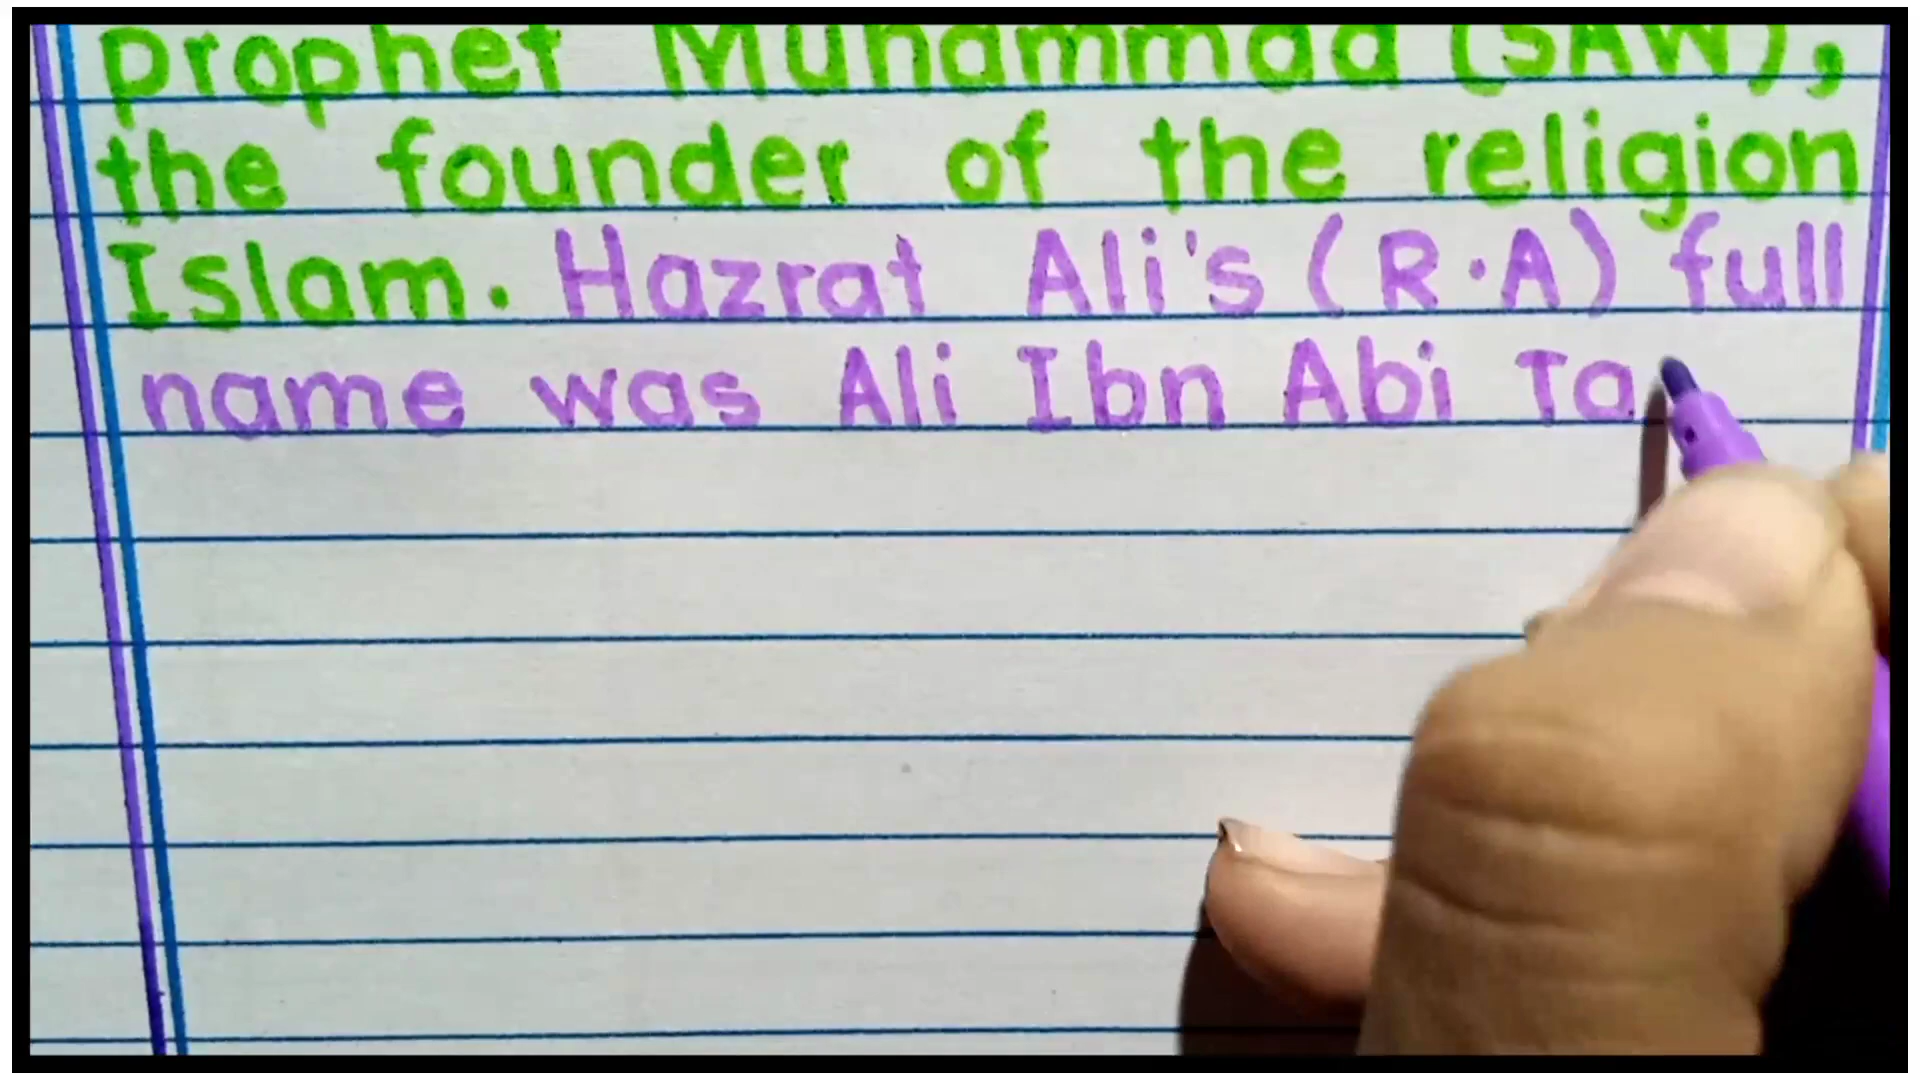 Prophet Muhammad (SAW),
the founder of the religion
Islam. Hazrat Ali's (R.A) full
name was Ali Ibn Abi Ta